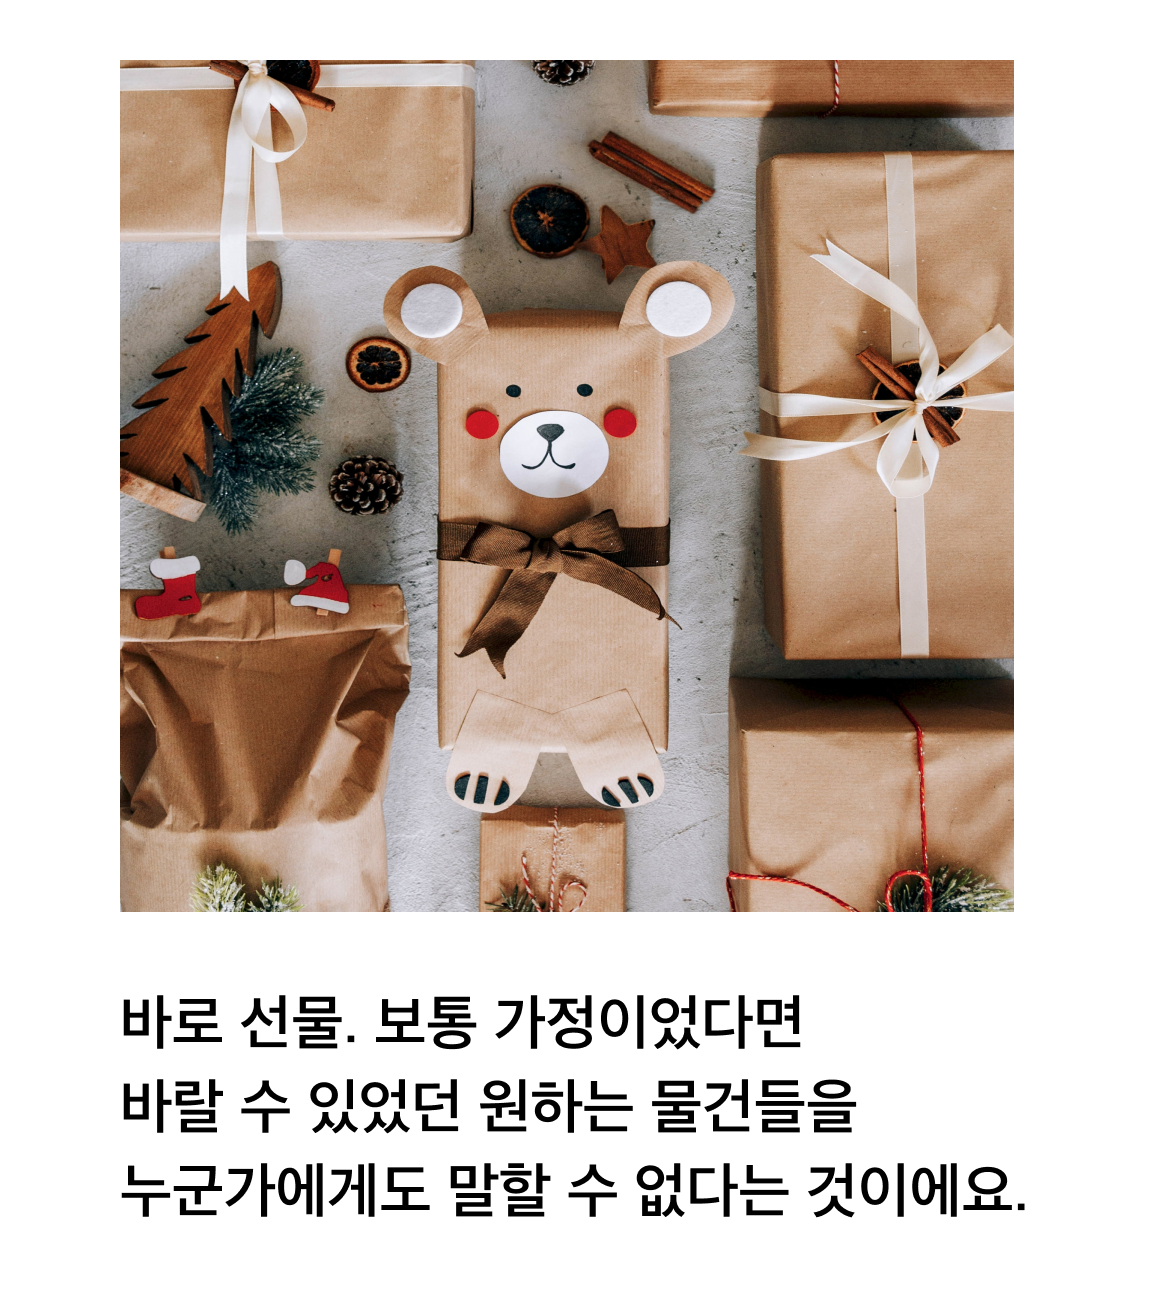 바로 선물. 보통 가정이었다면
바랄 수 있었던 원하는 물건들을
누군가에게도 말할 수 없다는 것이에요.